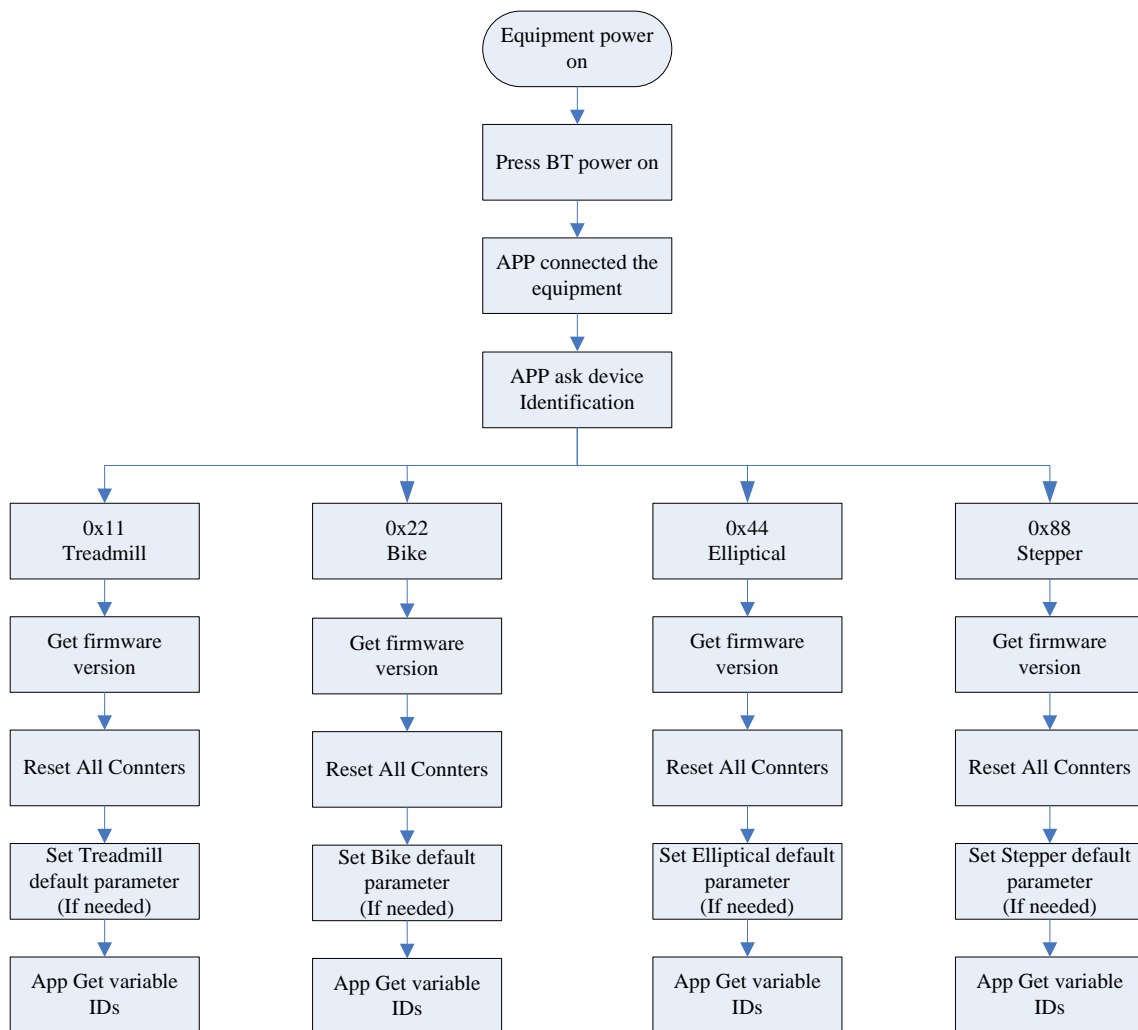 Equipment power
on
Press BT power on
APP connected the
equipment
APP ask device
Identification
0x11
Treadmill
0x22
Bike
0x44
Elliptical
0x88
Stepper
Get firmware
version
Get firmware
version
Get firmware
version
Get firmware
version
Reset All Connters
Reset All Connters
Reset All Connters
Reset All Connters
Set Treadmill
default parameter
(If needed)
Set Bike default
parameter
(If needed)
Set Elliptical default
parameter
(If needed)
Set Stepper default
parameter
(If needed)
App Get variable
IDs
App Get variable
IDs
App Get variable
IDs
App Get variable
IDs